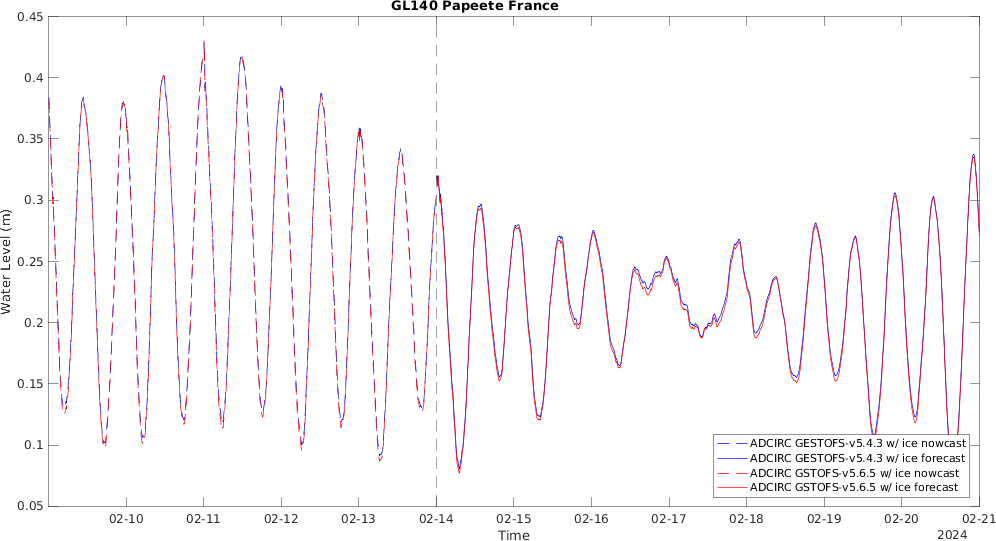 GL140 Papeete France
0.45
0.4
0.35
0.3
0.25
0.2
0.15
0.1
0.05
Water Level (m)
ADCIRC GESTOFS-v5.4.3 w/ ice nowcast
ADCIRC GESTOFS-v5.4.3 w/ ice forecast
ADCIRC GSTOFS-v5.6.5 w/ ice nowcast
ADCIRC GSTOFS-v5.6.5 w/ ice forecast
02-10 02-11 02-12 02-13 02-14 02-15 02-16 02-17 02-18 02-19 02-20 02-21
Time
2024